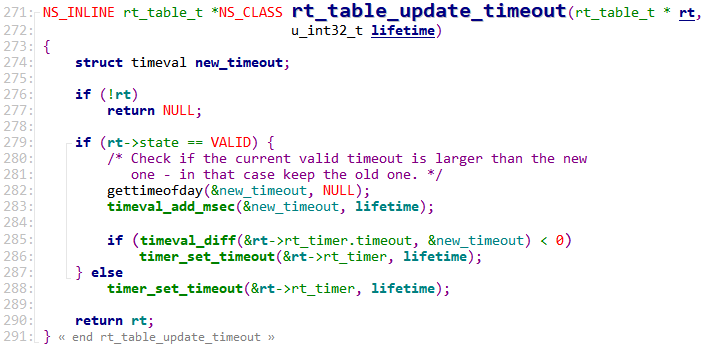 271: NS_INLINE rt_table_t *NS_CLASS rt_table_update_timeout(rt_table_t * rt,
272: u_int32_t lifetime)
273: {
274: struct timeval new_timeout;
275:
276: if (!rt)
277: return NULL;
278:
279: if (rt->state == VALID) {
280: /* Check if the current valid timeout is larger than the new
281: one - in that case keep the old one. */
282: gettimeofday(&new_timeout, NULL);
283: timeval_add_msec(&new_timeout, lifetime);
284:
285: if (timeval_diff(&rt->rt_timer.timeout, &new_timeout) < 0)
286: timer_set_timeout(&rt->rt_timer, lifetime);
287: } else
288: timer_set_timeout(&rt->rt_timer, lifetime);
289:
290: return rt;
291: } « end rt_table_update_timeout »